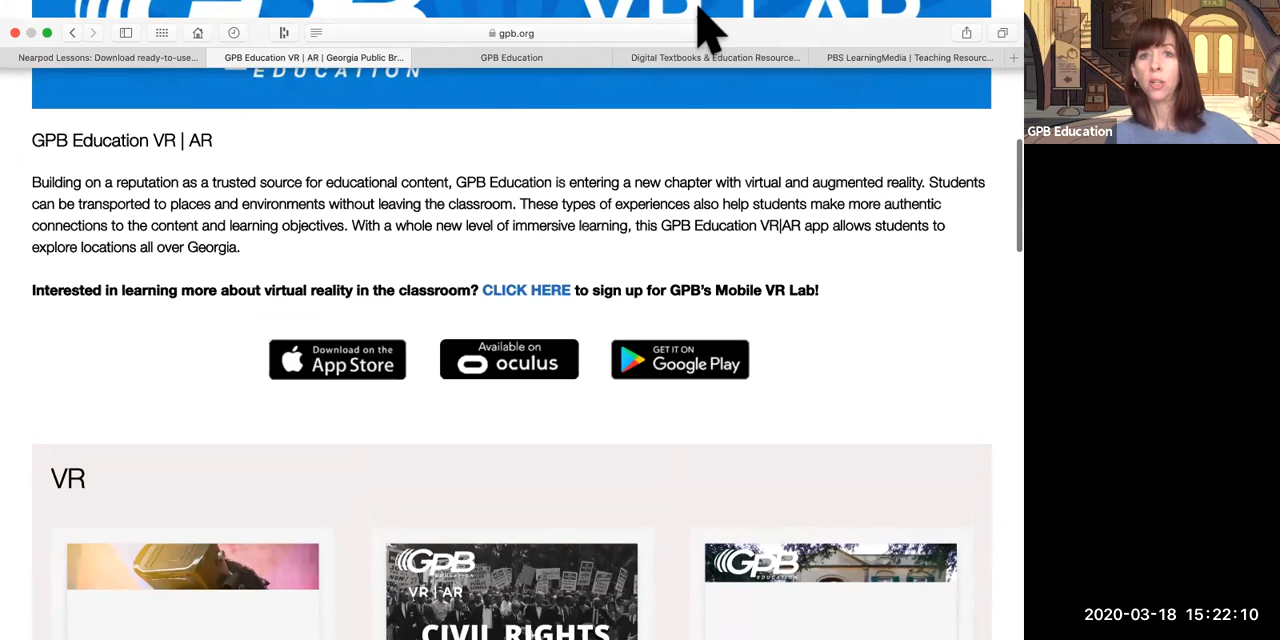 GPB VR LAB
gpb.org
Nearpod Lessons: Download ready-to-use...
GPB Education VR | AR | Georgia Public Br...
GPB Education
Digital Textbooks & Education Resource...
PBS LearningMedia | Teaching Resourc...
EDUCATION
GPB Education
GPB Education VR | AR
Building on a reputation as a trusted source for educational content, GPB Education is entering a new chapter with virtual and augmented reality. Students
can be transported to places and environments without leaving the classroom. These types of experiences also help students make more authentic
connections to the content and learning objectives. With a whole new level of immersive learning, this GPB Education VR|AR app allows students to
explore locations all over Georgia.
Interested in learning more about virtual reality in the classroom? CLICK HERE to sign up for GPB's Mobile VR Lab!
Download on the
App Store
Available on
oculus
GET IT ON
Google Play
VR
GPB
EDUCATION
VR | AR
CIVIL RIGHTS
GPB
EDUCATION
2020-03-18 15:22:10